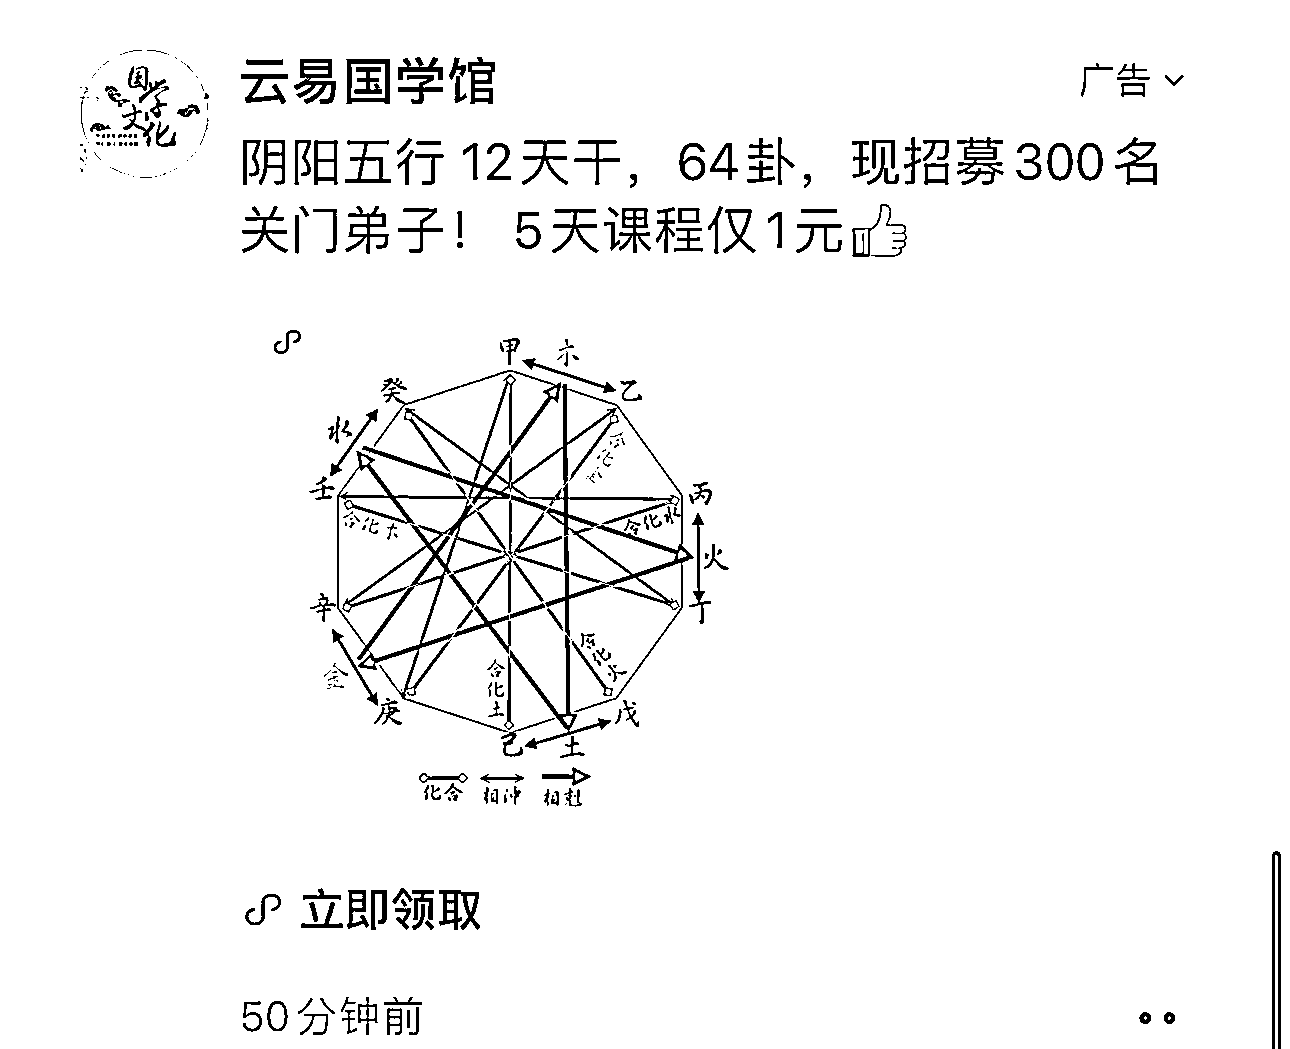 国学
文化
云易国学馆
广告
阴阳五行 12天干，64卦，现招募300名
关门弟子！ 5天课程仅1元👍
甲
木
乙
癸
水
壬
合化木
合化水
丙
火
丁
辛
金
庚
合化土
合化火
己
土
戊
化合
相冲
相克
立即领取
50分钟前